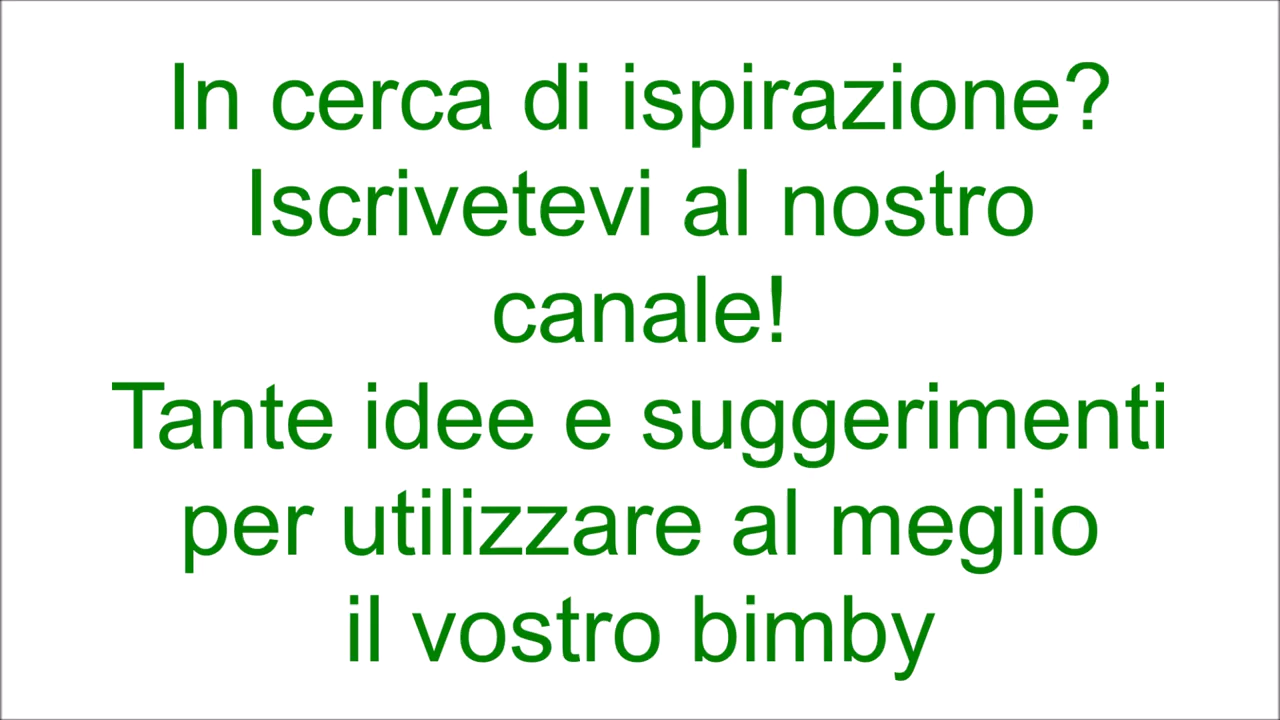 In cerca di ispirazione?
Iscrivetevi al nostro
canale!
Tante idee e suggerimenti
per utilizzare al meglio
il vostro bimby